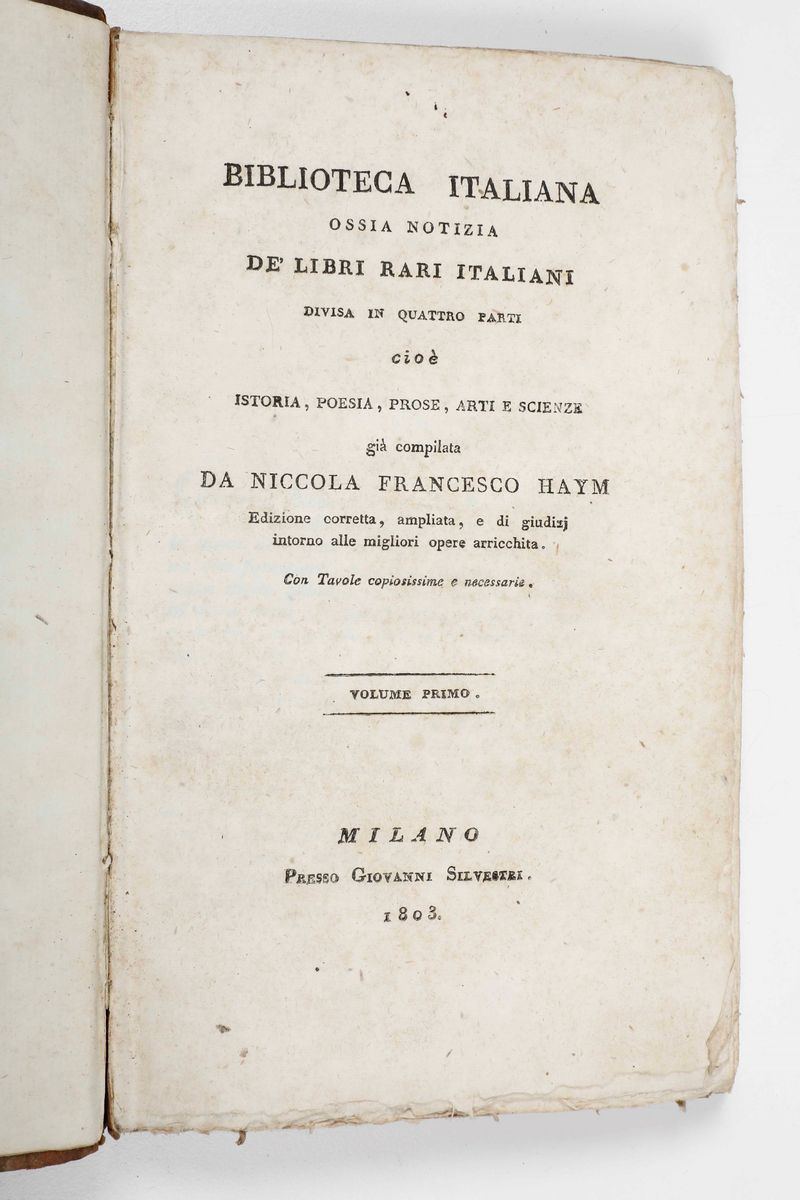 BIBLIOTECA ITALIANA
OSSIA NOTIZIA
DE' LIBRI RARI ITALIANI
DIVISA IN QUATTRO PARTI
cioè
ISTORIA, POESIA, PROSE, ARTI E SCIENZE
già compilata
DA NICCOLA FRANCESCO HAYM
Edizione corretta, ampliata, e di giudizj
intorno alle migliori opere arricchita.
Con Tavole copiosissime e necessarie.
VOLUME PRIMO.
MILANO
PRESSO GIOVANNI SILVESTRI.
1803.